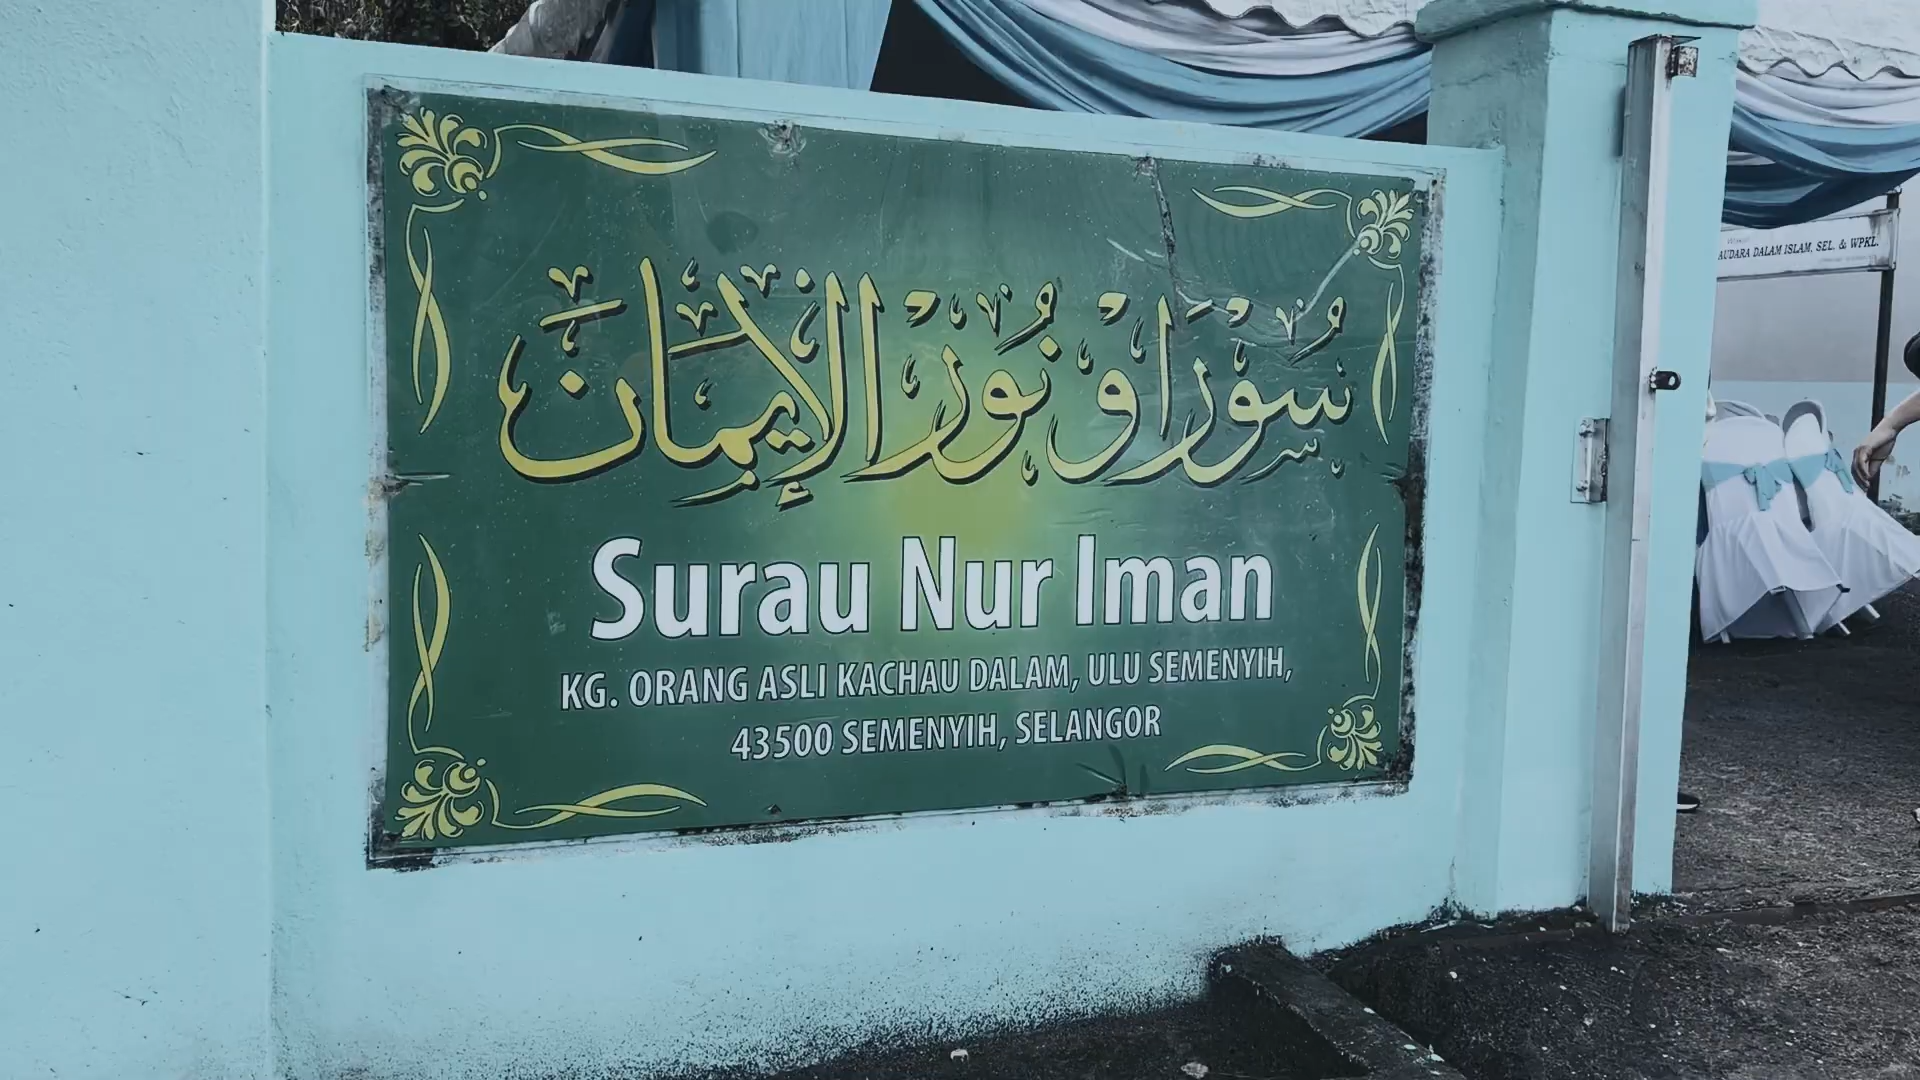 سُوْرَاوْ نُوْرْ الإِيمَانَ
Surau Nur Iman
KG. ORANG ASLI KACHAU DALAM, ULU SEMENYIH,
43500 SEMENYIH, SELANGOR
AUDARA DALAM ISLAM, SEL. & WPKL.